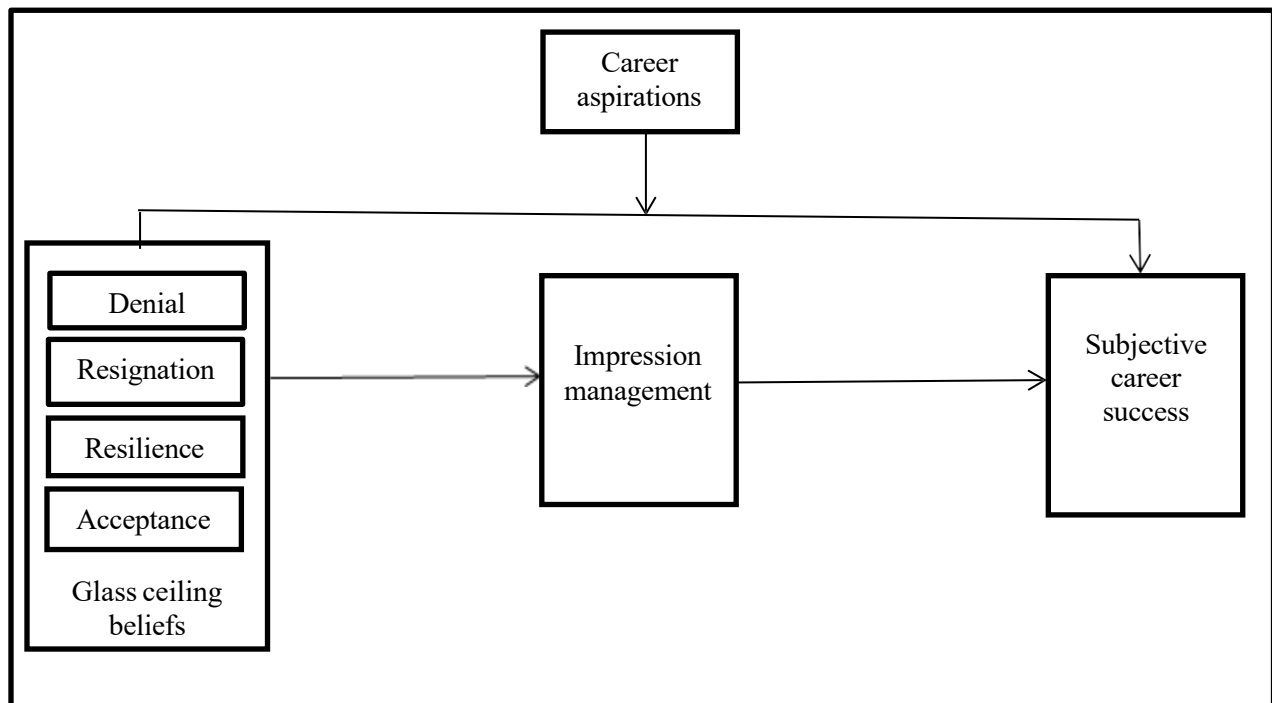 Career
aspirations
Denial
Resignation
Resilience
Acceptance
Glass ceiling
beliefs
Impression
management
Subjective
career
success